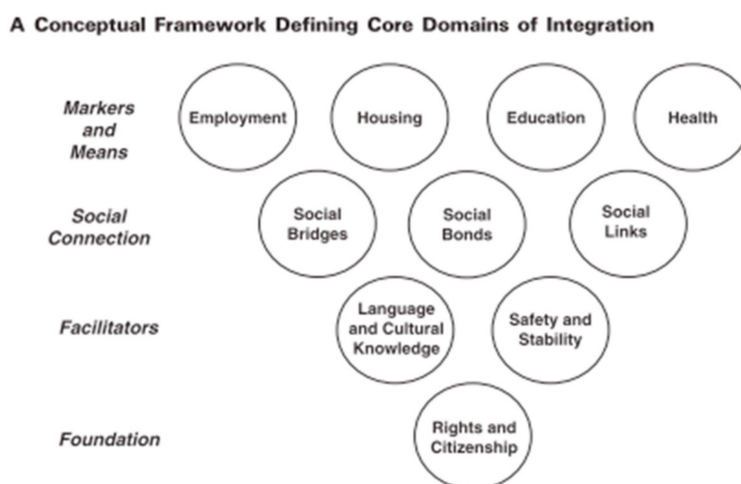 A Conceptual Framework Defining Core Domains of Integration
Markers
and
Means
Employment
Housing
Education
Health
Social
Connection
Social
Bridges
Social
Bonds
Social
Links
Facilitators
Language
and Cultural
Knowledge
Safety and
Stability
Foundation
Rights and
Citizenship